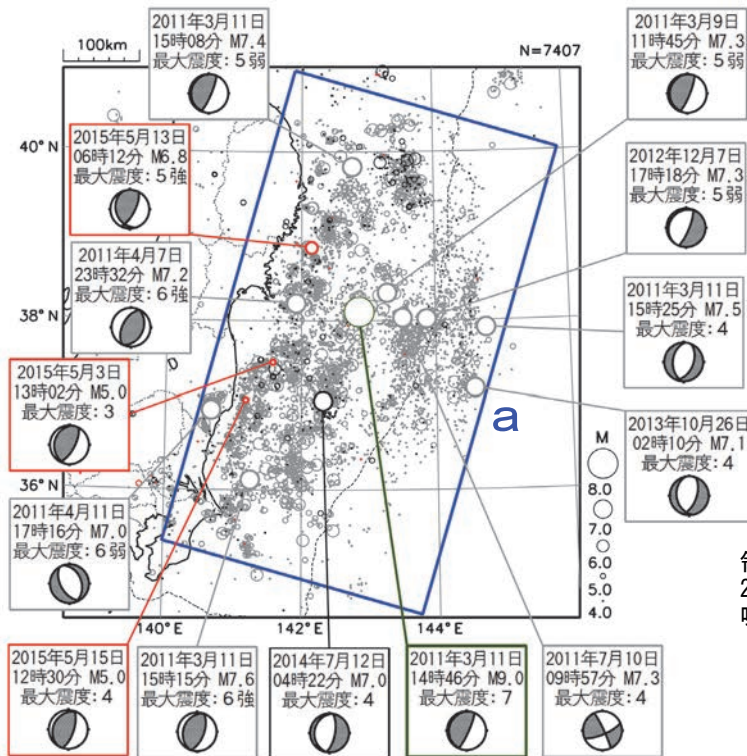 100km
N=7407
2011年3月11日
15時08分 M7.4
最大震度:5弱
2011年3月9日
11時45分 M7.3
最大震度:5弱
40°N
2015年5月13日
06時12分 M6.8
最大震度:5強
2012年12月7日
17時18分 M7.3
最大震度:5弱
2011年4月7日
23時32分 M7.2
最大震度:6強
38°N
2011年3月11日
15時25分 M7.5
最大震度:4
2015年5月3日
13時02分 M5.0
最大震度:3
a
2013年10月26日
02時10分 M7.1
最大震度:4
M
8.0
7.0
6.0
5.0
4.0
36°N
2011年4月11日
17時16分 M7.0
最大震度:6弱
140°E
142°E
144°E
2015年5月15日
12時30分 M5.0
最大震度:4
2011年3月11日
15時15分 M7.6
最大震度:6強
2014年7月12日
04時22分 M7.0
最大震度:4
2011年3月11日
14時46分 M9.0
最大震度:7
2011年7月10日
09時57分 M7.3
最大震度:4